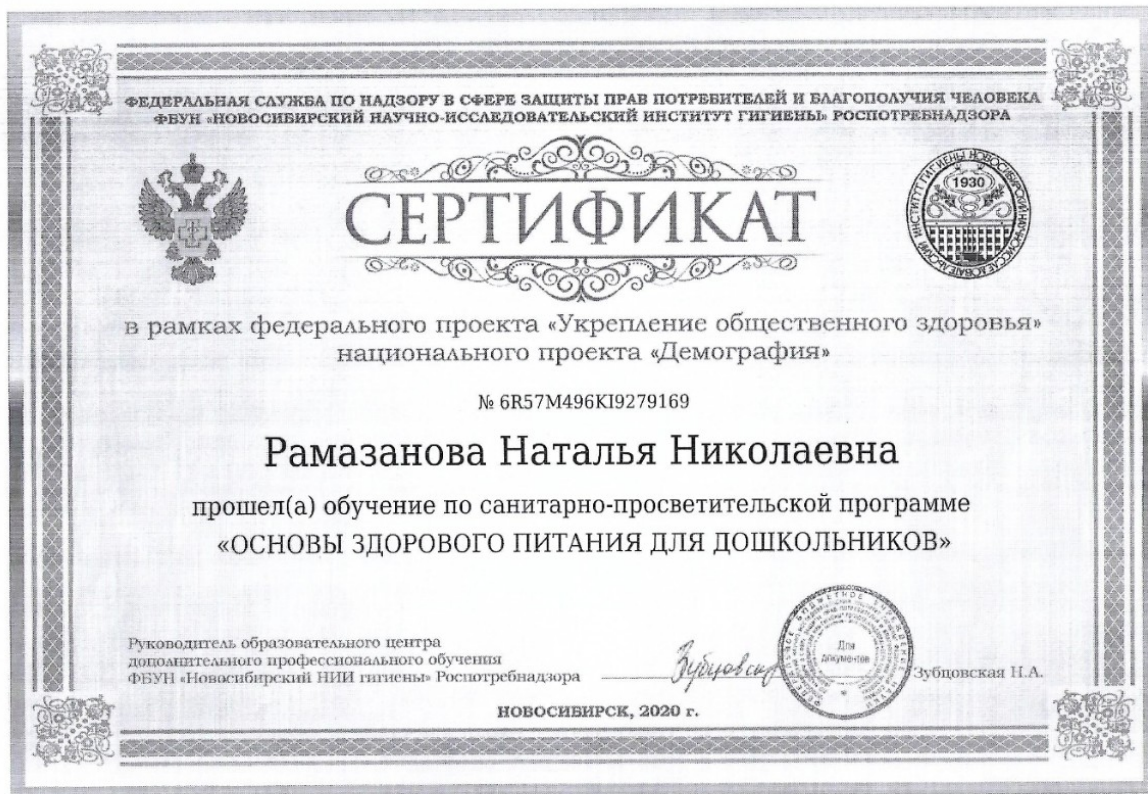 ФЕДЕРАЛЬНАЯ СЛУЖБА ПО НАДЗОРУ В СФЕРЕ ЗАЩИТЫ ПРАВ ПОТРЕБИТЕЛЕЙ И БЛАГОПОЛУЧИЯ ЧЕЛОВЕКА
ФБУН «НОВОСИБИРСКИЙ НАУЧНО-ИССЛЕДОВАТЕЛЬСКИЙ ИНСТИТУТ ГИГИЕНЫ» РОСПОТРЕБНАДЗОРА
1930
СЕРТИФИКАТ
в рамках федерального проекта «Укрепление общественного здоровья»
национального проекта «Демография»
№ 6R57M496KI9279169
Рамазанова Наталья Николаевна
прошел(а) обучение по санитарно-просветительской программе
«ОСНОВЫ ЗДОРОВОГО ПИТАНИЯ ДЛЯ ДОШКОЛЬНИКОВ»
Руководитель образовательного центра
дополнительного профессионального обучения
ФБУН «Новосибирский НИИ гигиены» Роспотребнадзора
Для
документов
Зубцовская Н.А.
НОВОСИБИРСК, 2020 г.